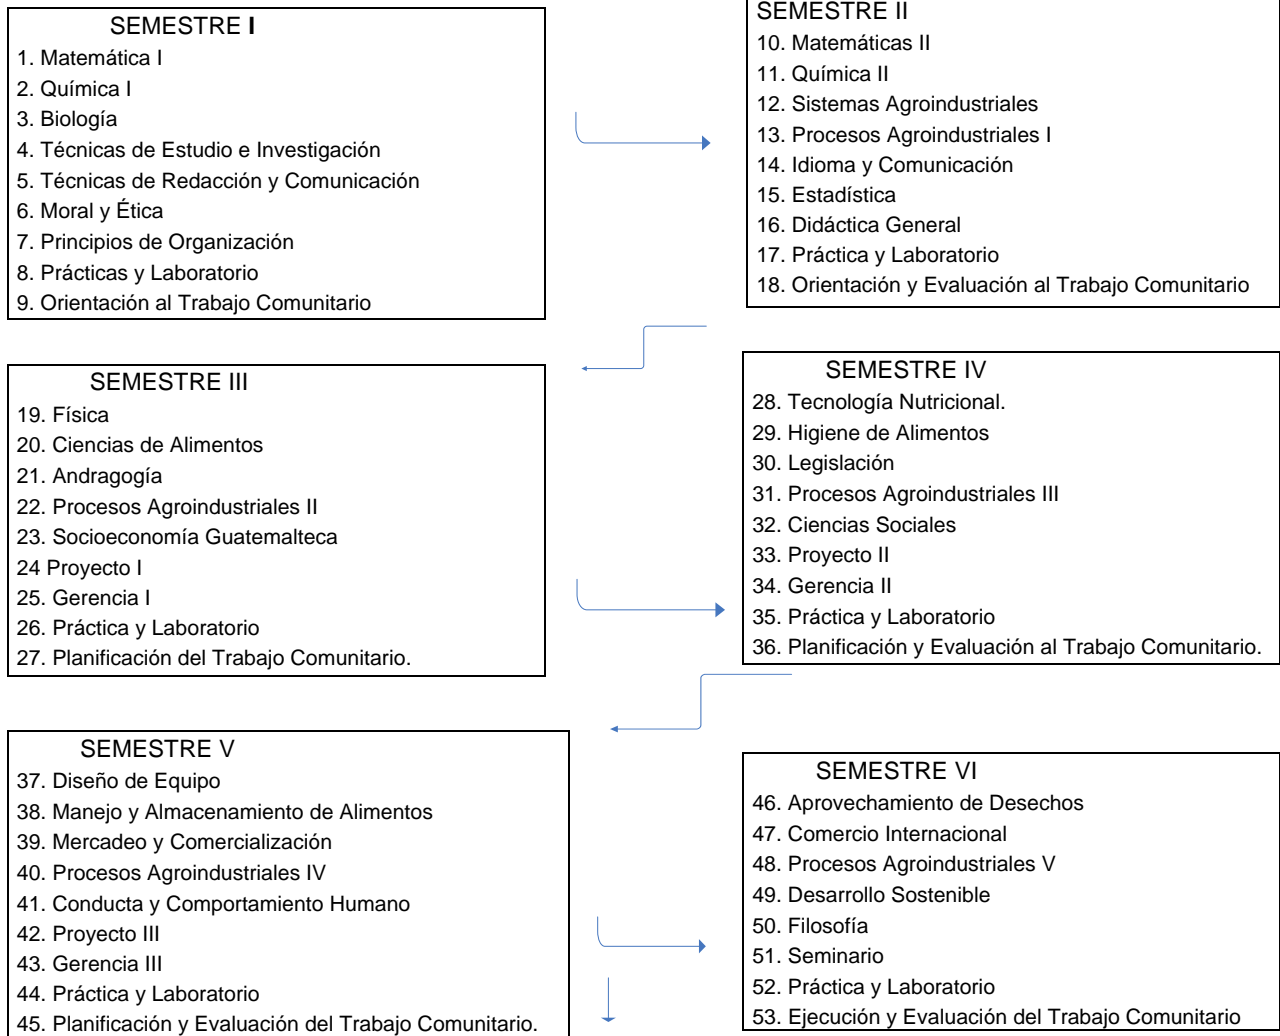 SEMESTRE I
1. Matemática I
2. Química I
3. Biología
4. Técnicas de Estudio e Investigación
5. Técnicas de Redacción y Comunicación
6. Moral y Ética
7. Principios de Organización
8. Prácticas y Laboratorio
9. Orientación al Trabajo Comunitario
SEMESTRE II
10. Matemáticas II
11. Química II
12. Sistemas Agroindustriales
13. Procesos Agroindustriales I
14. Idioma y Comunicación
15. Estadística
16. Didáctica General
17. Práctica y Laboratorio
18. Orientación y Evaluación al Trabajo Comunitario
SEMESTRE III
19. Física
20. Ciencias de Alimentos
21. Andragogía
22. Procesos Agroindustriales II
23. Socioeconomía Guatemalteca
24 Proyecto I
25. Gerencia I
26. Práctica y Laboratorio
27. Planificación del Trabajo Comunitario.
SEMESTRE IV
28. Tecnología Nutricional.
29. Higiene de Alimentos
30. Legislación
31. Procesos Agroindustriales III
32. Ciencias Sociales
33. Proyecto II
34. Gerencia II
35. Práctica y Laboratorio
36. Planificación y Evaluación al Trabajo Comunitario.
SEMESTRE V
37. Diseño de Equipo
38. Manejo y Almacenamiento de Alimentos
39. Mercadeo y Comercialización
40. Procesos Agroindustriales IV
41. Conducta y Comportamiento Humano
42. Proyecto III
43. Gerencia III
44. Práctica y Laboratorio
45. Planificación y Evaluación del Trabajo Comunitario.
SEMESTRE VI
46. Aprovechamiento de Desechos
47. Comercio Internacional
48. Procesos Agroindustriales V
49. Desarrollo Sostenible
50. Filosofía
51. Seminario
52. Práctica y Laboratorio
53. Ejecución y Evaluación del Trabajo Comunitario